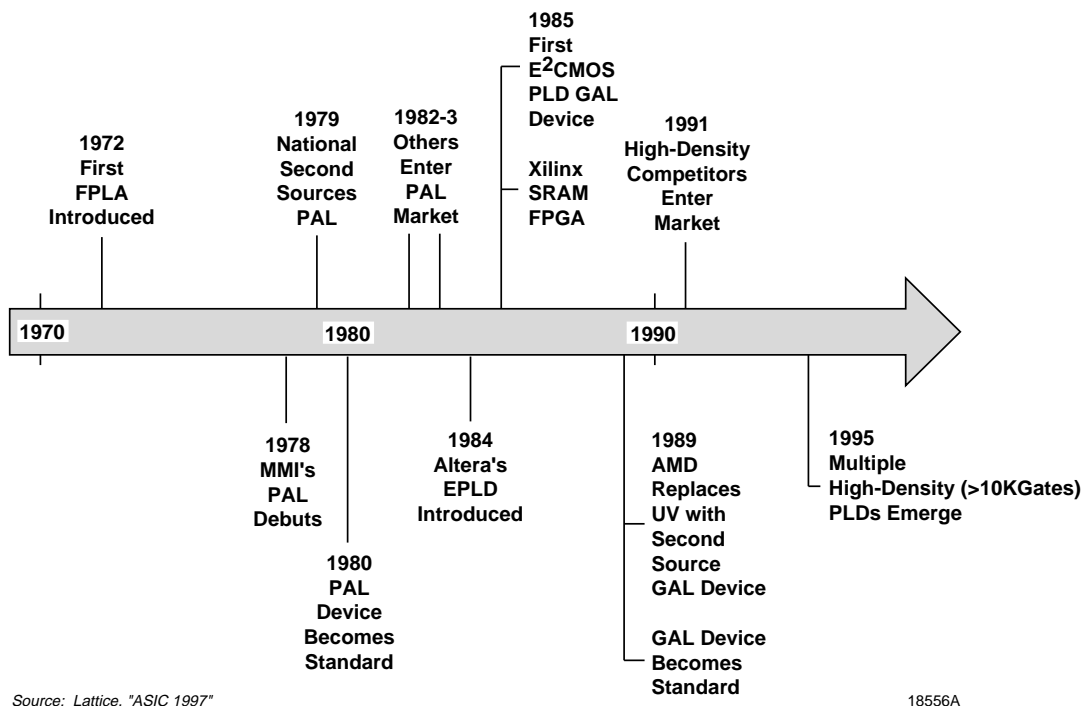 1985
First
E²CMOS
PLD GAL
Device
Xilinx
SRAM
FPGA
1972
First
FPLA
Introduced
1979
National
Second
Sources
PAL
1982-3
Others
Enter
PAL
Market
1991
High-Density
Competitors
Enter
Market
1970
1980
1990
1978
MMI's
PAL
Debuts
1980
PAL
Device
Becomes
Standard
1984
Altera's
EPLD
Introduced
1989
AMD
Replaces
UV with
Second
Source
GAL Device
GAL Device
Becomes
Standard
1995
Multiple
High-Density (>10KGates)
PLDs Emerge
Source: Lattice, "ASIC 1997"
18556A